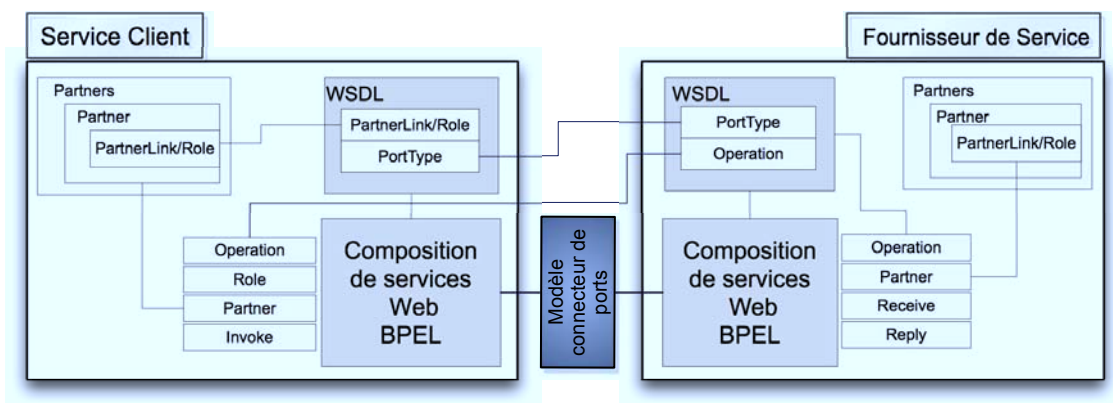 Service Client
Partners
Partner
PartnerLink/Role
WSDL
PartnerLink/Role
PortType
Operation
Role
Partner
Invoke
Composition
de services
Web
BPEL
Modèle
connecteur de
ports
Fournisseur de Service
WSDL
PortType
Operation
Partners
Partner
PartnerLink/Role
Composition
de services
Web
BPEL
Operation
Partner
Receive
Reply